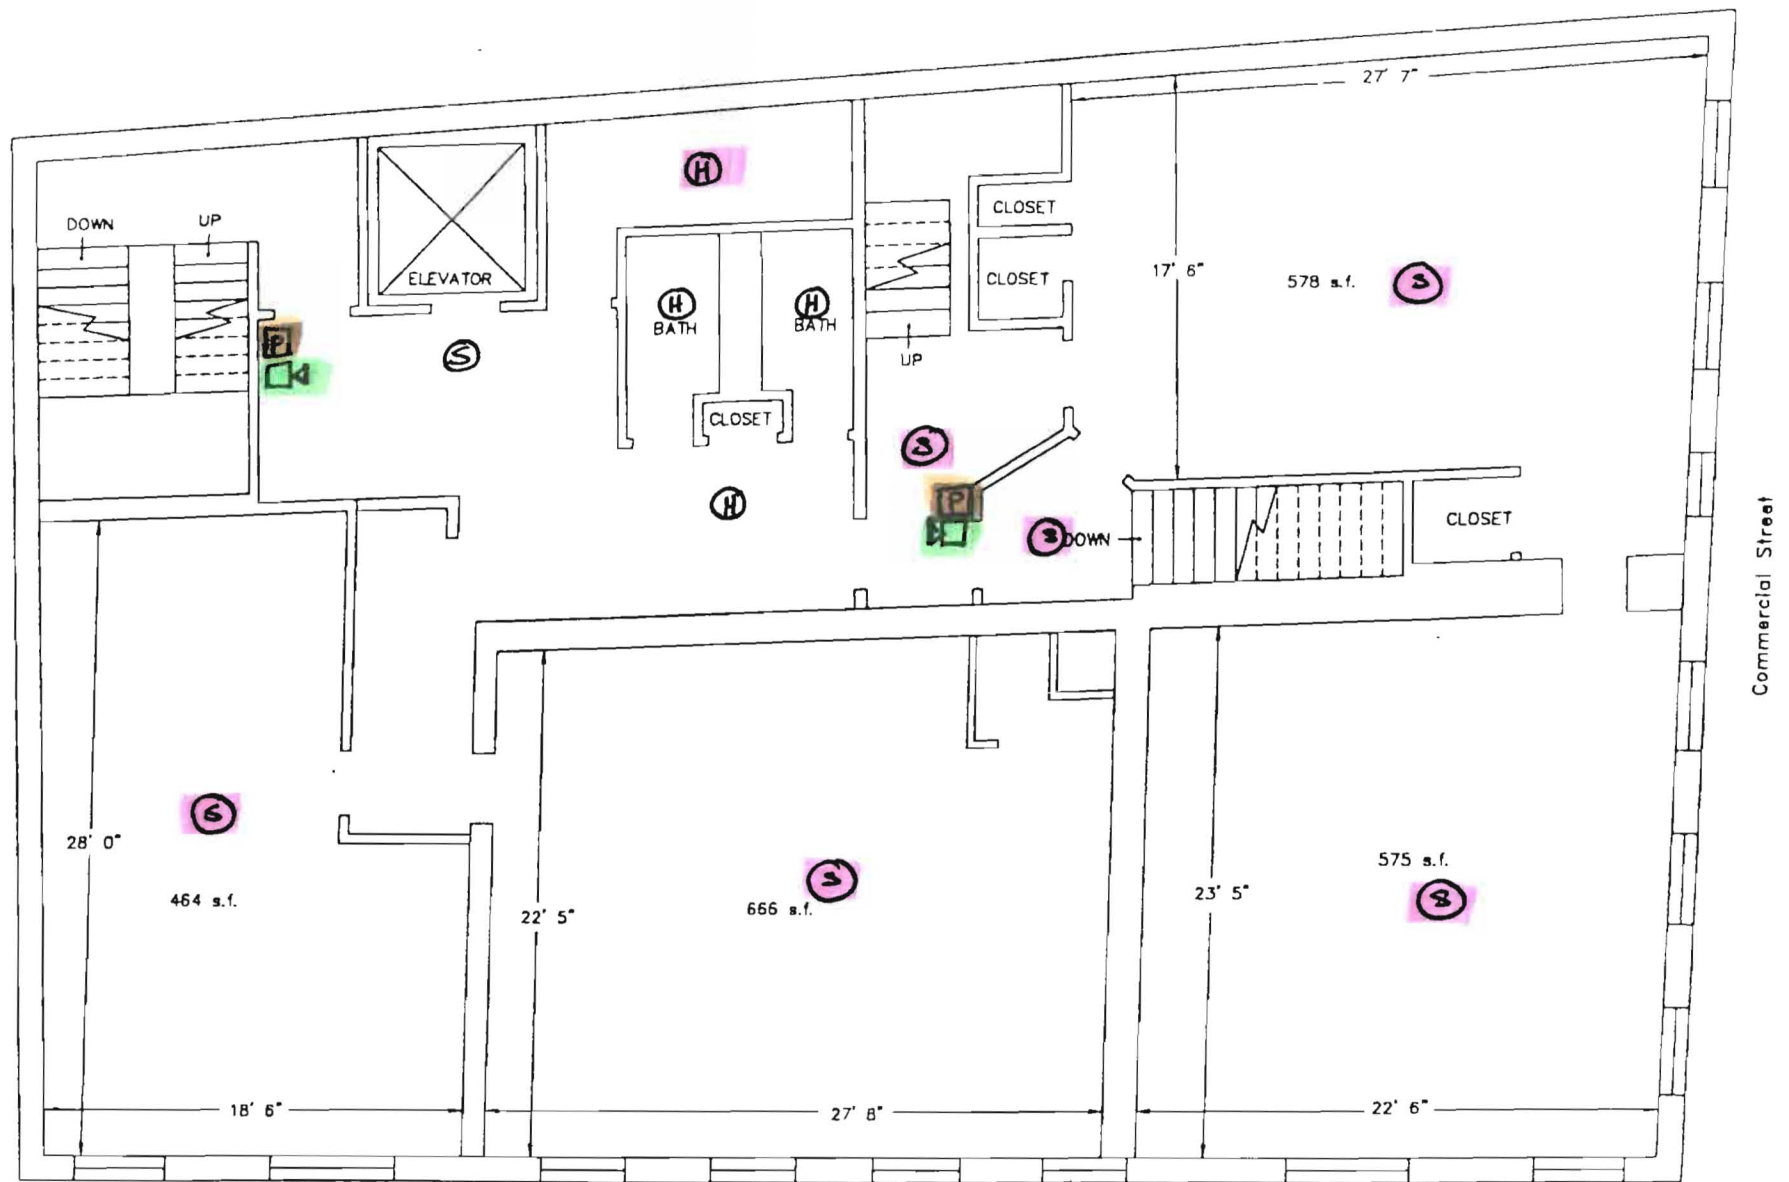 27' 7"
H
DOWN
UP
CLOSET
ELEVATOR
CLOSET
17' 6"
578 s.f.
S
H
BATH
H
BATH
P
S
UP
CLOSET
S
H
P
S
DOWN
CLOSET
Commercial Street
S
28' 0"
464 s.f.
22' 5"
S
666 s.f.
23' 5"
575 s.f.
S
18' 6"
27' 8"
22' 6"